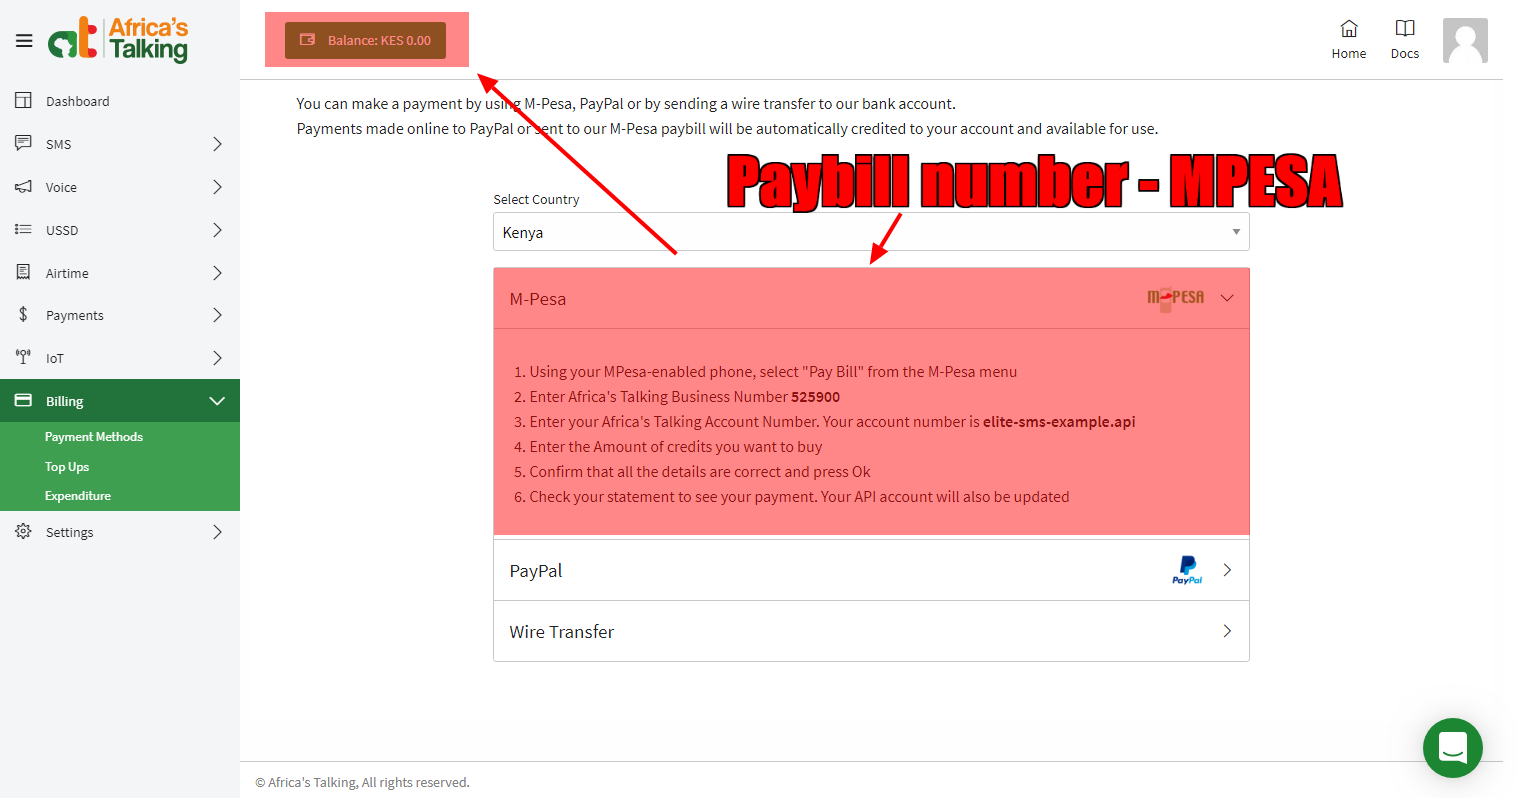 Africa's
Talking
Balance: KES 0.00
Home
Docs
Dashboard
SMS
Voice
USSD
Airtime
Payments
IoT
Billing
Payment Methods
Top Ups
Expenditure
Settings
You can make a payment by using M-Pesa, PayPal or by sending a wire transfer to our bank account.
Payments made online to PayPal or sent to our M-Pesa paybill will be automatically credited to your account and available for use.
Paybill number - MPESA
Select Country
Kenya
M-Pesa
M-PESA
1. Using your MPesa-enabled phone, select "Pay Bill" from the M-Pesa menu
2. Enter Africa's Talking Business Number 525900
3. Enter your Africa's Talking Account Number. Your account number is elite-sms-example.api
4. Enter the Amount of credits you want to buy
5. Confirm that all the details are correct and press Ok
6. Check your statement to see your payment. Your API account will also be updated
PayPal
PayPal
Wire Transfer
© Africa's Talking, All rights reserved.